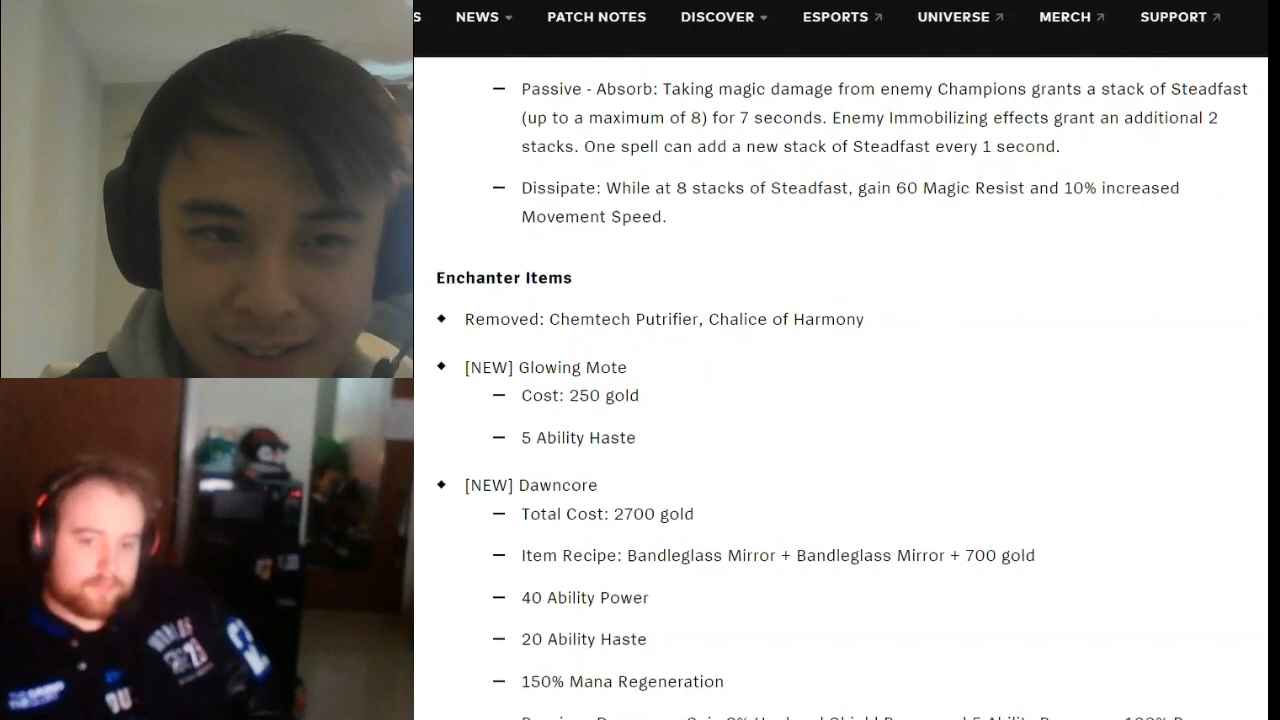 S NEWS PATCH NOTES DISCOVER ESPORTS UNIVERSE MERCH SUPPORT
Passive - Absorb: Taking magic damage from enemy Champions grants a stack of Steadfast
(up to a maximum of 8) for 7 seconds. Enemy Immobilizing effects grant an additional 2
stacks. One spell can add a new stack of Steadfast every 1 second.
Dissipate: While at 8 stacks of Steadfast, gain 60 Magic Resist and 10% increased
Movement Speed.
Enchanter Items
Removed: Chemtech Putrifier, Chalice of Harmony
[NEW] Glowing Mote
Cost: 250 gold
5 Ability Haste
[NEW] Dawncore
Total Cost: 2700 gold
Item Recipe: Bandleglass Mirror + Bandleglass Mirror + 700 gold
40 Ability Power
20 Ability Haste
150% Mana Regeneration